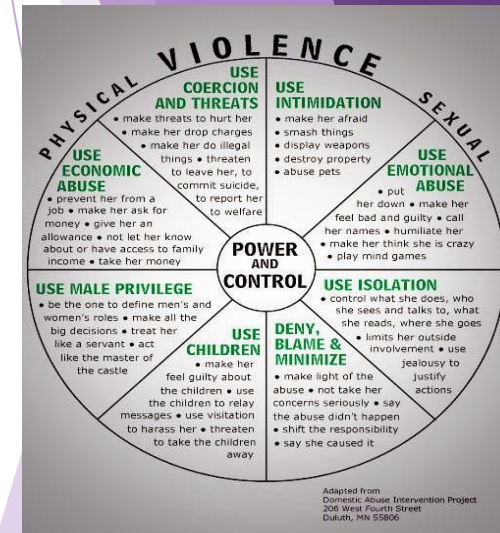 PHYSICAL VIOLENCE SEXUAL
USE
COERCION
AND THREATS
• make threats to hurt her
• make her drop charges
• make her do illegal
things • threaten
to leave her, to
commit suicide,
to report her
to welfare
USE
INTIMIDATION
• make her afraid
• smash things
• display weapons
• destroy property
• abuse pets
USE
EMOTIONAL
ABUSE
• put
her down • make her
feel bad and guilty • call
her names • humiliate her
• make her think she is crazy
• play mind games
USE ISOLATION
• control what she does, who
she sees and talks to, what
she reads, where she goes
• limits her outside
involvement • use
jealousy to
justify
actions
DENY,
BLAME &
MINIMIZE
• make light of the
abuse • not take her
concerns seriously • say
the abuse didn't happen
• shift the responsibility
• say she caused it
USE
CHILDREN
• make her
feel guilty about
the children • use
the children to relay
messages • use visitation
to harass her • threaten
to take the children
away
USE MALE PRIVILEGE
• be the one to define men's and
women's roles • make all the
big decisions • treat her
like a servant • act
like the master of
the castle
USE
ECONOMIC
ABUSE
• prevent her from a
job • make her ask for
money • give her an
allowance • not let her know
about or have access to family
income • take her money
POWER
AND
CONTROL
Adapted from
Domestic Abuse Intervention Project
206 West Fourth Street
Duluth, MN 55806